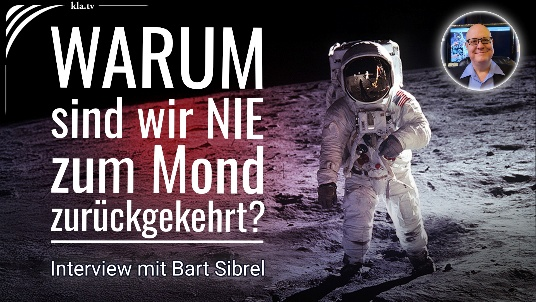 kla.tv
WARUM
sind wir NIE
zum Mond
zurückgekehrt?
Interview mit Bart Sibrel